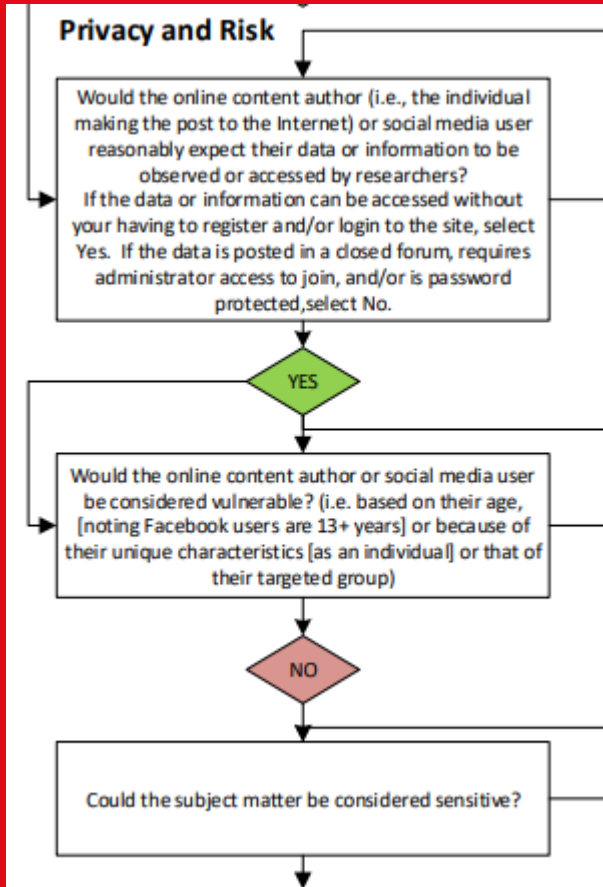 Privacy and Risk
Would the online content author (i.e., the individual
making the post to the Internet) or social media user
reasonably expect their data or information to be
observed or accessed by researchers?
If the data or information can be accessed without
your having to register and/or login to the site, select
Yes.  If the data is posted in a closed forum, requires
administrator access to join, and/or is password
protected,select No.
YES
Would the online content author or social media user
be considered vulnerable? (i.e. based on their age,
[noting Facebook users are 13+ years] or because of
their unique characteristics [as an individual] or that of
their targeted group)
NO
Could the subject matter be considered sensitive?